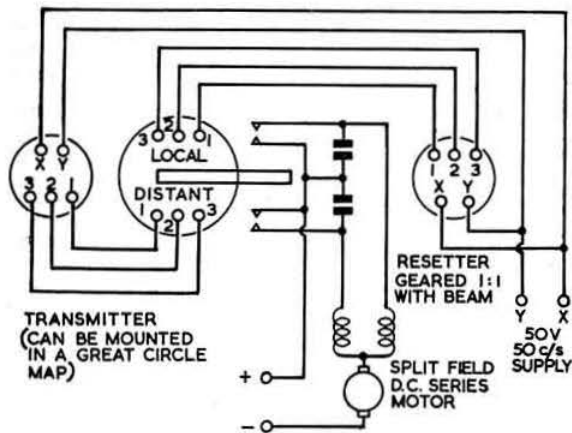 3 2 1
LOCAL
X Y
3 2 1
DISTANT
1 2 3
1 2 3
X Y
RESETTER
GEARED 1:1
WITH BEAM
TRANSMITTER
(CAN BE MOUNTED
IN A GREAT CIRCLE
MAP)
Y X
50V
50 c/s
SUPPLY
SPLIT FIELD
D.C. SERIES
MOTOR
+
−